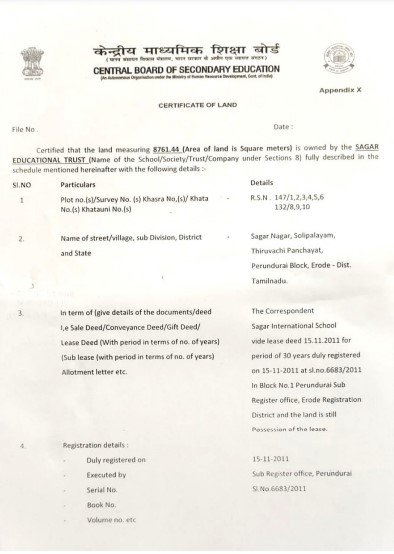 केन्द्रीय माध्यमिक शिक्षा बोर्ड
(मानव संसाधन विकास मंत्रालय, भारत सरकार के अधीन एक स्वायत्त संगठन)
CENTRAL BOARD OF SECONDARY EDUCATION
(An Autonomous Organisation under the Ministry of Human Resource Development, Govt. of India)
Appendix X
CERTIFICATE OF LAND
File No . Date :
Certified that the land measuring 8761.44 (Area of land is Square meters) is owned by the SAGAR
EDUCATIONAL TRUST (Name of the School/Society/Trust/Company under Sections 8) fully described in the
schedule mentioned hereinafter with the following details :-
Sl.NO Particulars Details
1 Plot no.(s)/Survey No. (s) Khasra No,(s)/ Khata - R.S.N . 147/1,2,3,4,5,6
No.(s) Khatauni No.(s) 132/8,9,10
2. Name of street/village, sub Division, District - Sagar Nagar, Solipalayam,
and State Thiruvachi Panchayat,
Perundurai Block, Erode - Dist.
Tamilnadu.
3. In term of (give details of the documents/deed The Correspondent
I,e Sale Deed/Conveyance Deed/Gift Deed/ Sagar International School
Lease Deed (With period in terms of no. of years) vide lease deed 15.11.2011 for
(Sub lease (with period in terms of no. of years) period of 30 years duly registered
Allotment letter etc. on 15-11-2011 at sl.no.6683/2011
In Block No.1 Perundurai Sub
Register office, Erode Registration
District and the land is still
Possession of the lease.
4. Registration details :
- Duly registered on 15-11-2011
- Executed by Sub Register office, Perundurai
- Serial No. Sl.No.6683/2011
- Book No.
- Volume no. etc